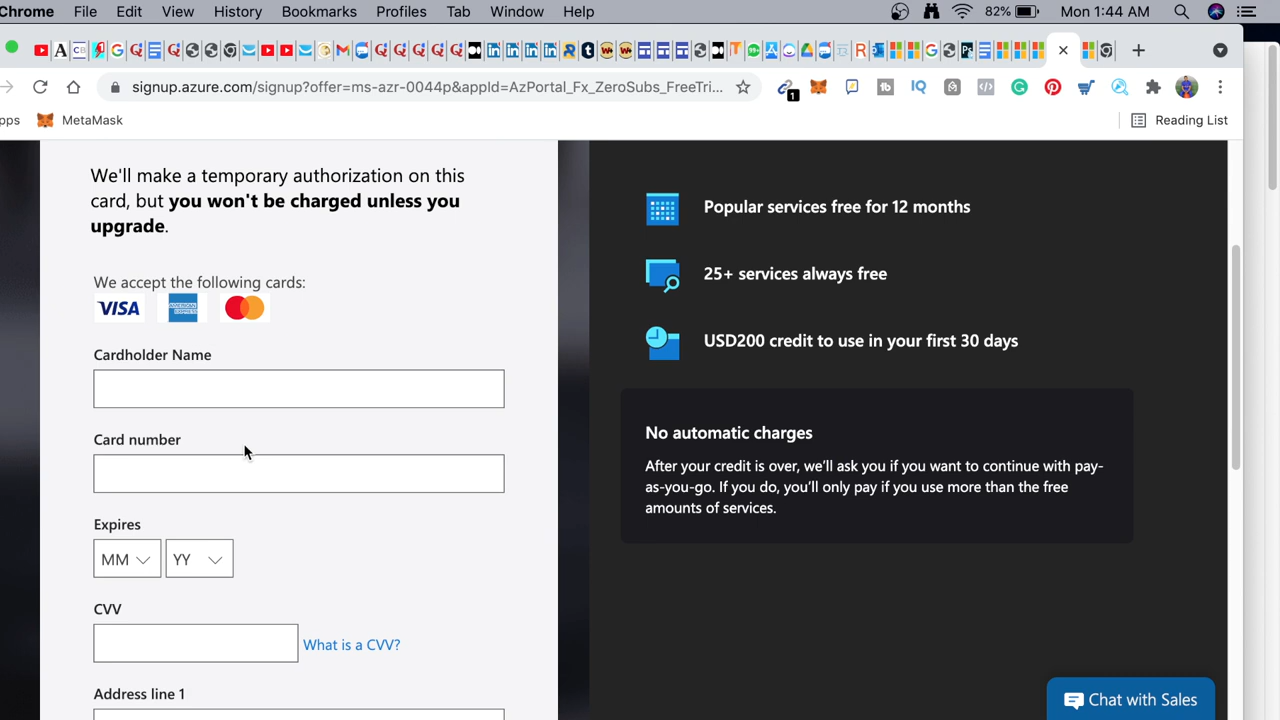 Chrome File Edit View History Bookmarks Profiles Tab Window Help 82% Mon 1:44 AM
signup.azure.com/signup?offer=ms-azr-0044p&appId=AzPortal_Fx_ZeroSubs_FreeTri...
1
pps MetaMask Reading List
We'll make a temporary authorization on this
card, but you won't be charged unless you
upgrade.
We accept the following cards:
VISA AMERICAN EXPRESS
Cardholder Name
Card number
Expires
MM YY
CVV
What is a CVV?
Address line 1
Popular services free for 12 months
25+ services always free
USD200 credit to use in your first 30 days
No automatic charges
After your credit is over, we'll ask you if you want to continue with pay-
as-you-go. If you do, you'll only pay if you use more than the free
amounts of services.
Chat with Sales